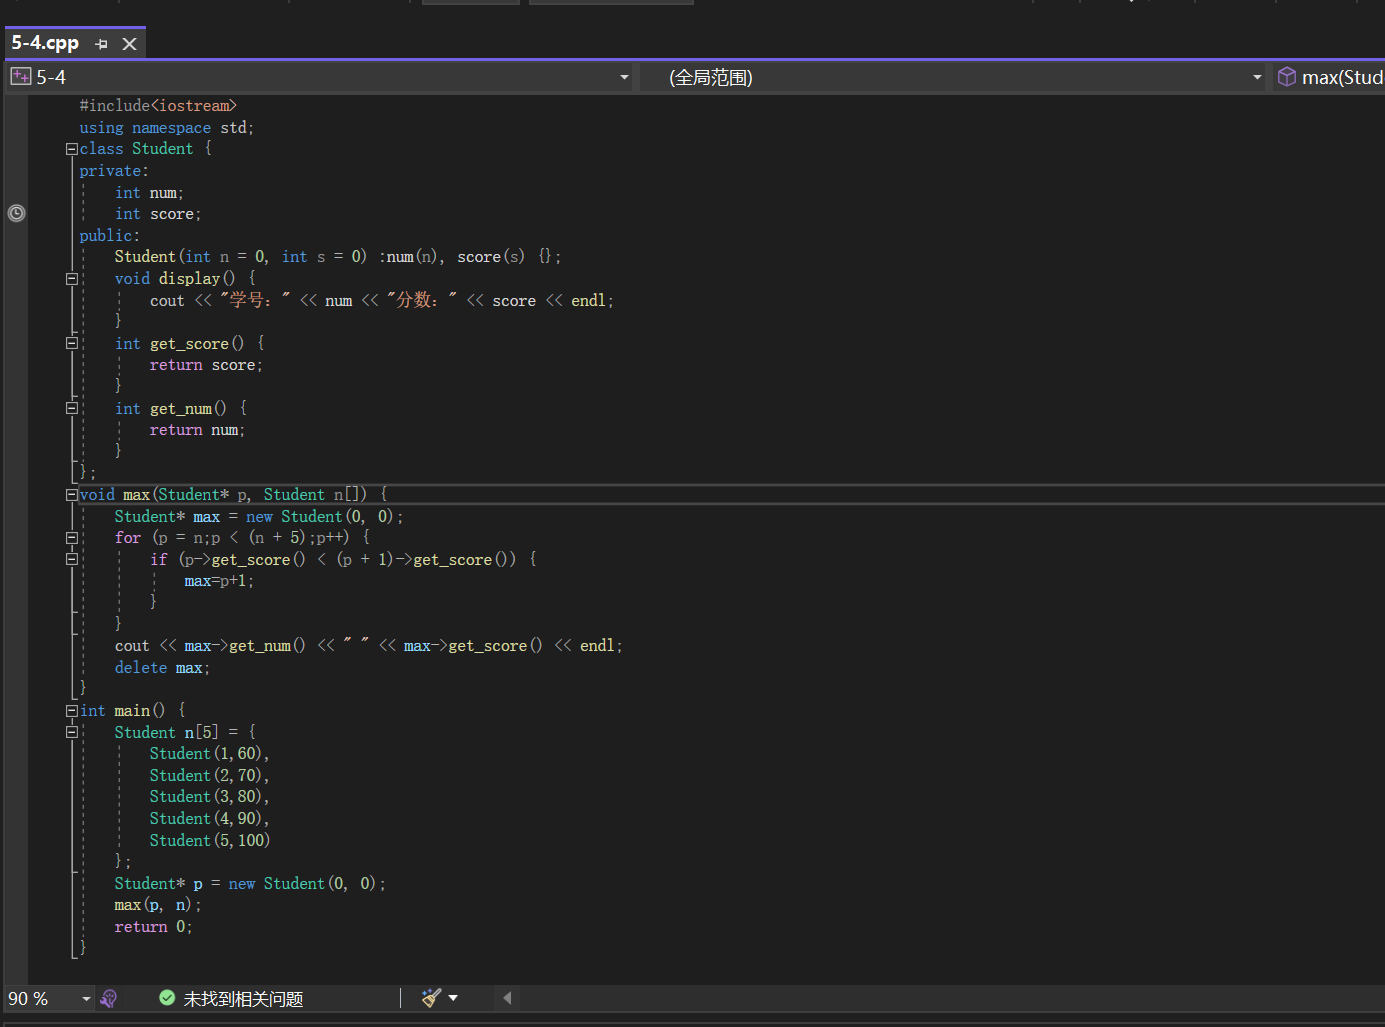 5-4.cpp
5-4 (全局范围) max(Stud
#include<iostream>
using namespace std;
class Student {
private:
    int num;
    int score;
public:
    Student(int n = 0, int s = 0) :num(n), score(s) {};
    void display() {
        cout << "学号：" << num << "分数：" << score << endl;
    }
    int get_score() {
        return score;
    }
    int get_num() {
        return num;
    }
};
void max(Student* p, Student n[]) {
    Student* max = new Student(0, 0);
    for (p = n;p < (n + 5);p++) {
        if (p->get_score() < (p + 1)->get_score()) {
            max=p+1;
        }
    }
    cout << max->get_num() << " " << max->get_score() << endl;
    delete max;
}
int main() {
    Student n[5] = {
        Student(1,60),
        Student(2,70),
        Student(3,80),
        Student(4,90),
        Student(5,100)
    };
    Student* p = new Student(0, 0);
    max(p, n);
    return 0;
}
90 % 未找到相关问题